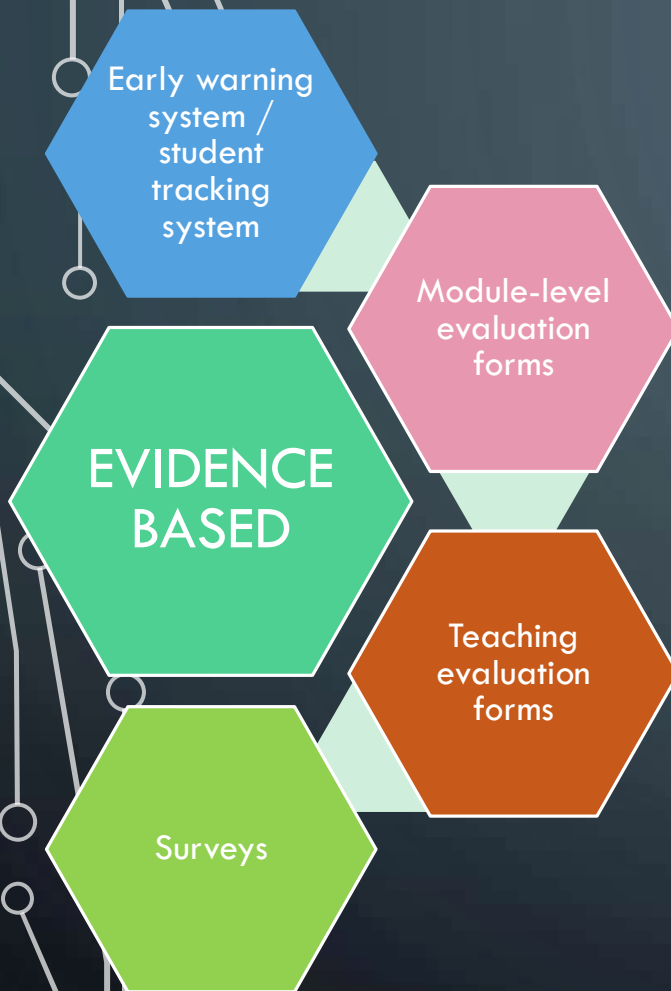 Early warning
system /
student
tracking
system
Module-level
evaluation
forms
EVIDENCE
BASED
Teaching
evaluation
forms
Surveys